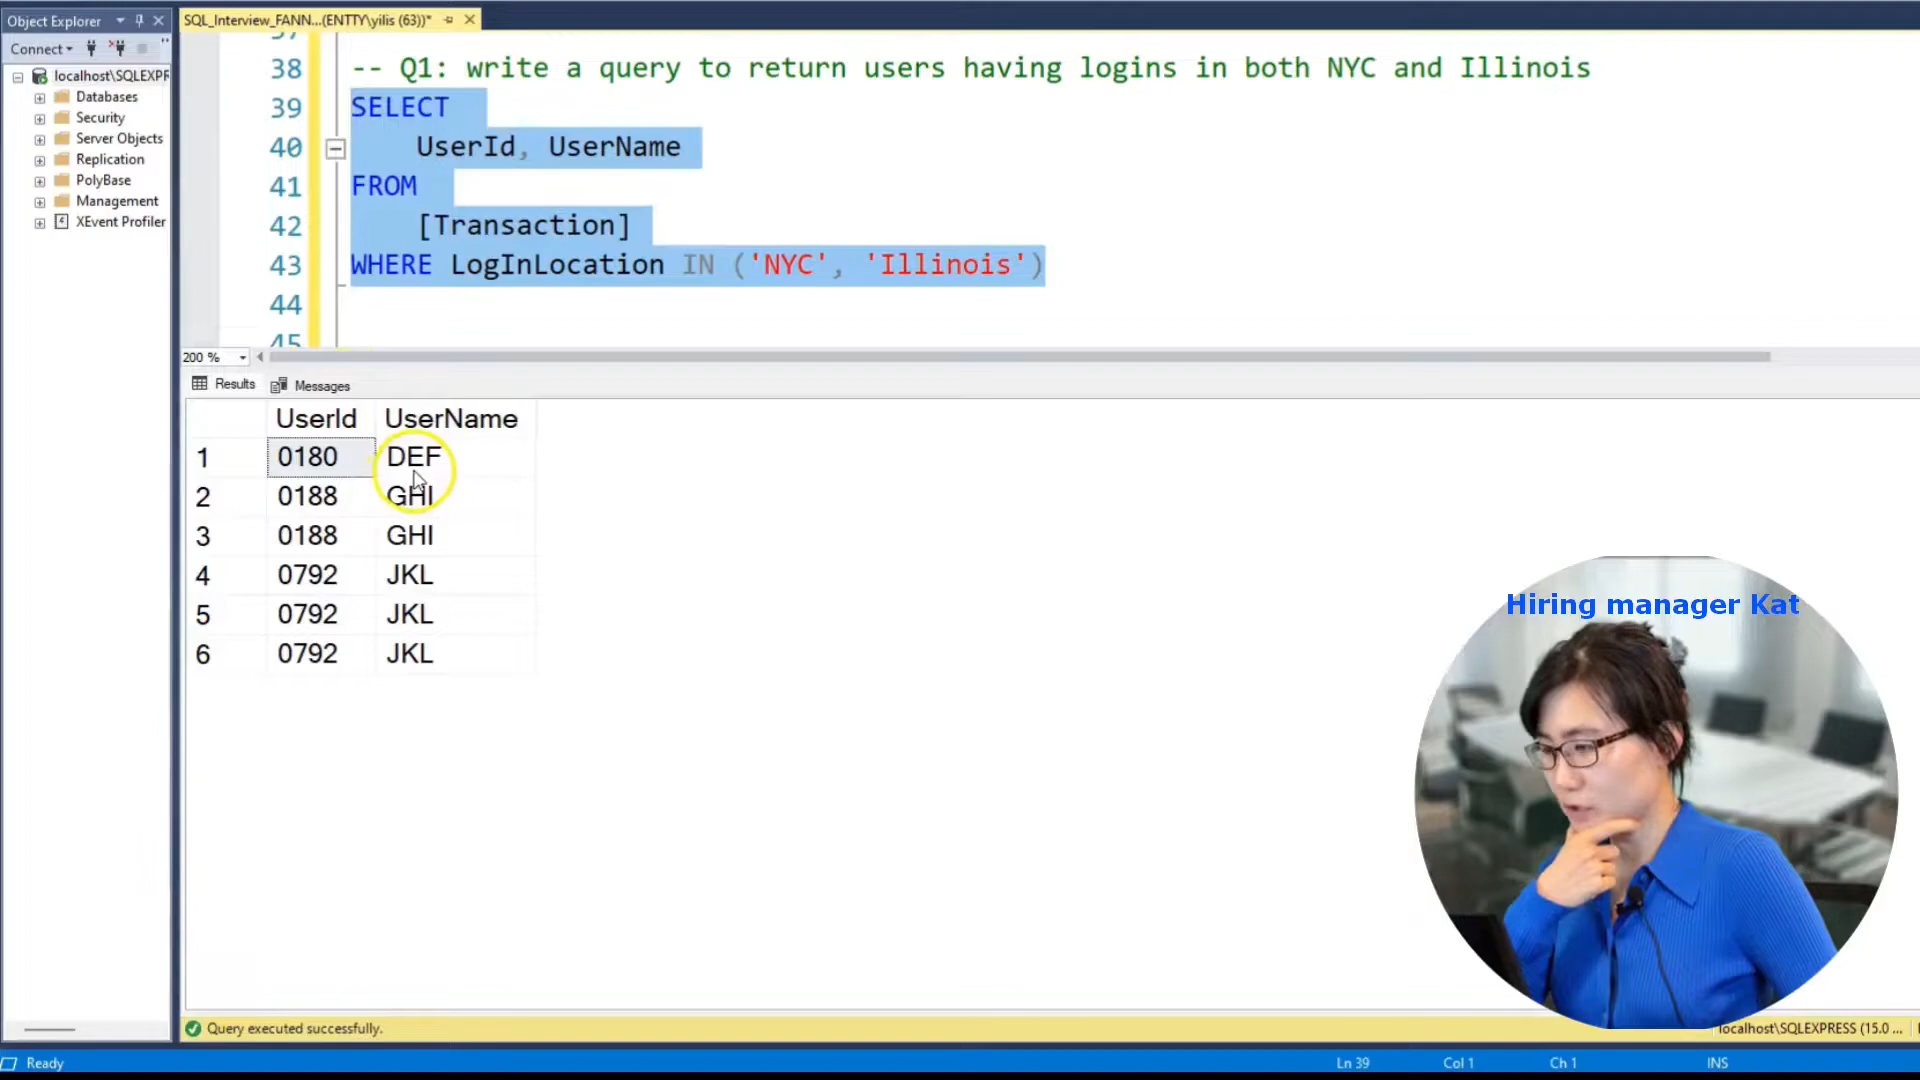 Object Explorer
Connect
localhost\SQLEXPR
Databases
Security
Server Objects
Replication
PolyBase
Management
XEvent Profiler
SQL_Interview_FANN...(ENTTY\yilis (63))*
37
38 -- Q1: write a query to return users having logins in both NYC and Illinois
39 SELECT
40 UserId, UserName
41 FROM
42 [Transaction]
43 WHERE LogInLocation IN ('NYC', 'Illinois')
44
45
200 %
Results Messages
UserId UserName
1 0180 DEF
2 0188 GHI
3 0188 GHI
4 0792 JKL
5 0792 JKL
6 0792 JKL
Hiring manager Kat
Query executed successfully.
localhost\SQLEXPRESS (15.0 ...
Ready
Ln 39 Col 1 Ch 1 INS